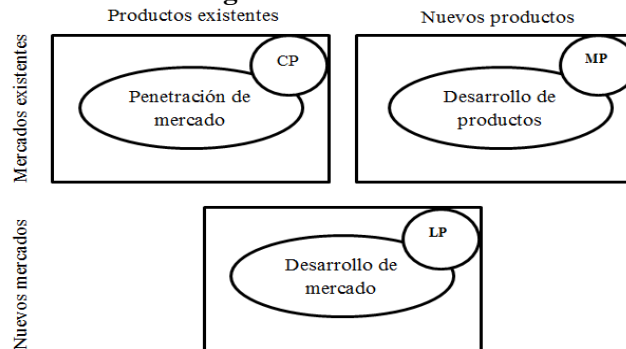 Productos existentes
Nuevos productos
Mercados existentes
CP
Penetración de
mercado
MP
Desarrollo de
productos
Nuevos mercados
LP
Desarrollo de
mercado